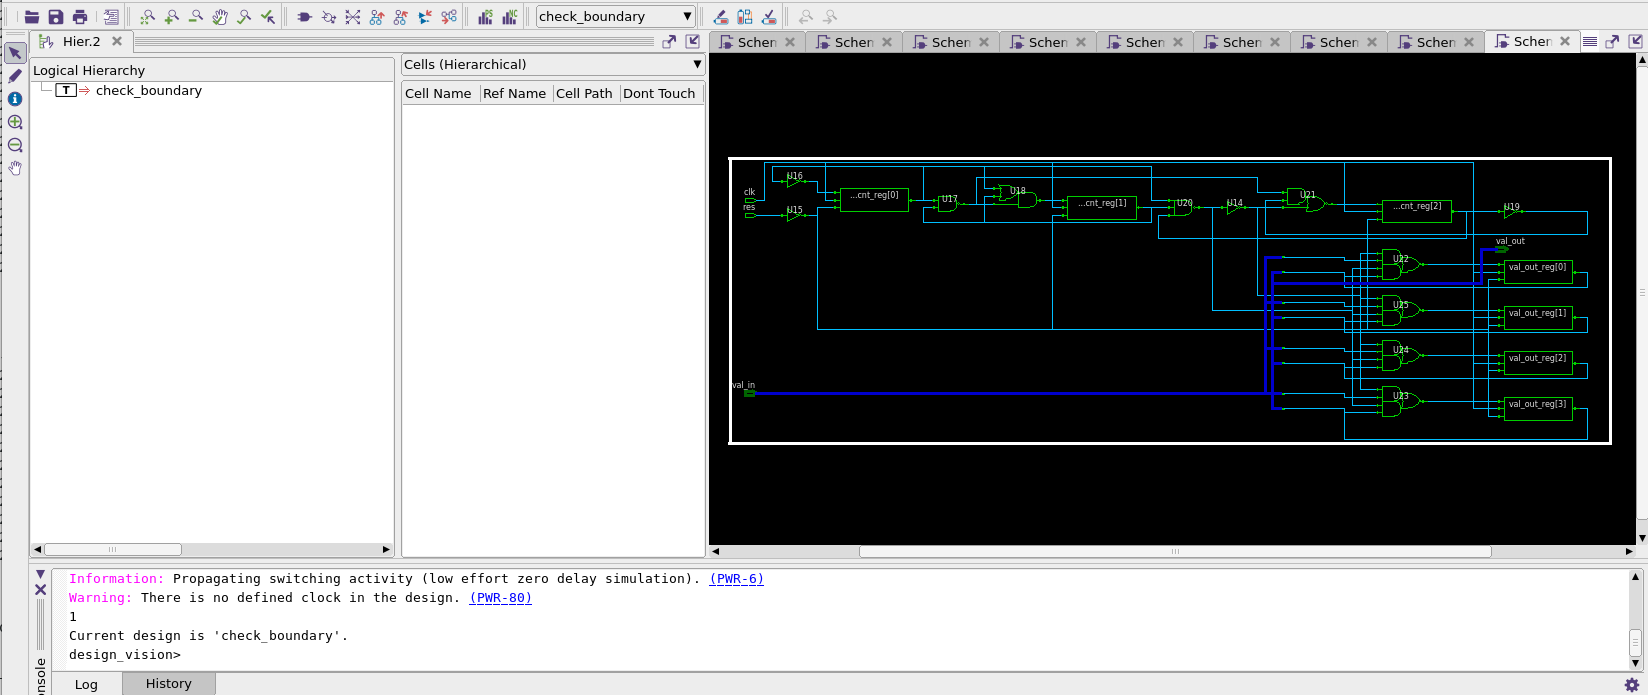 check_boundary
Hier.2
Schen Schen Schen Schen Schen Schen Schen Schen Schen
Logical Hierarchy
T check_boundary
Cells (Hierarchical)
Cell Name Ref Name Cell Path Dont Touch
clk
res
U16
U15
...cnt_reg[0]
U17
U18
...cnt_reg[1]
U20
U14
U21
...cnt_reg[2]
U19
val_out
U22
val_out_reg[0]
U25
val_out_reg[1]
U24
val_out_reg[2]
val_in
U23
val_out_reg[3]
Information: Propagating switching activity (low effort zero delay simulation). (PWR-6)
Warning: There is no defined clock in the design. (PWR-80)
1
Current design is 'check_boundary'.
design_vision>
nsole
Log History